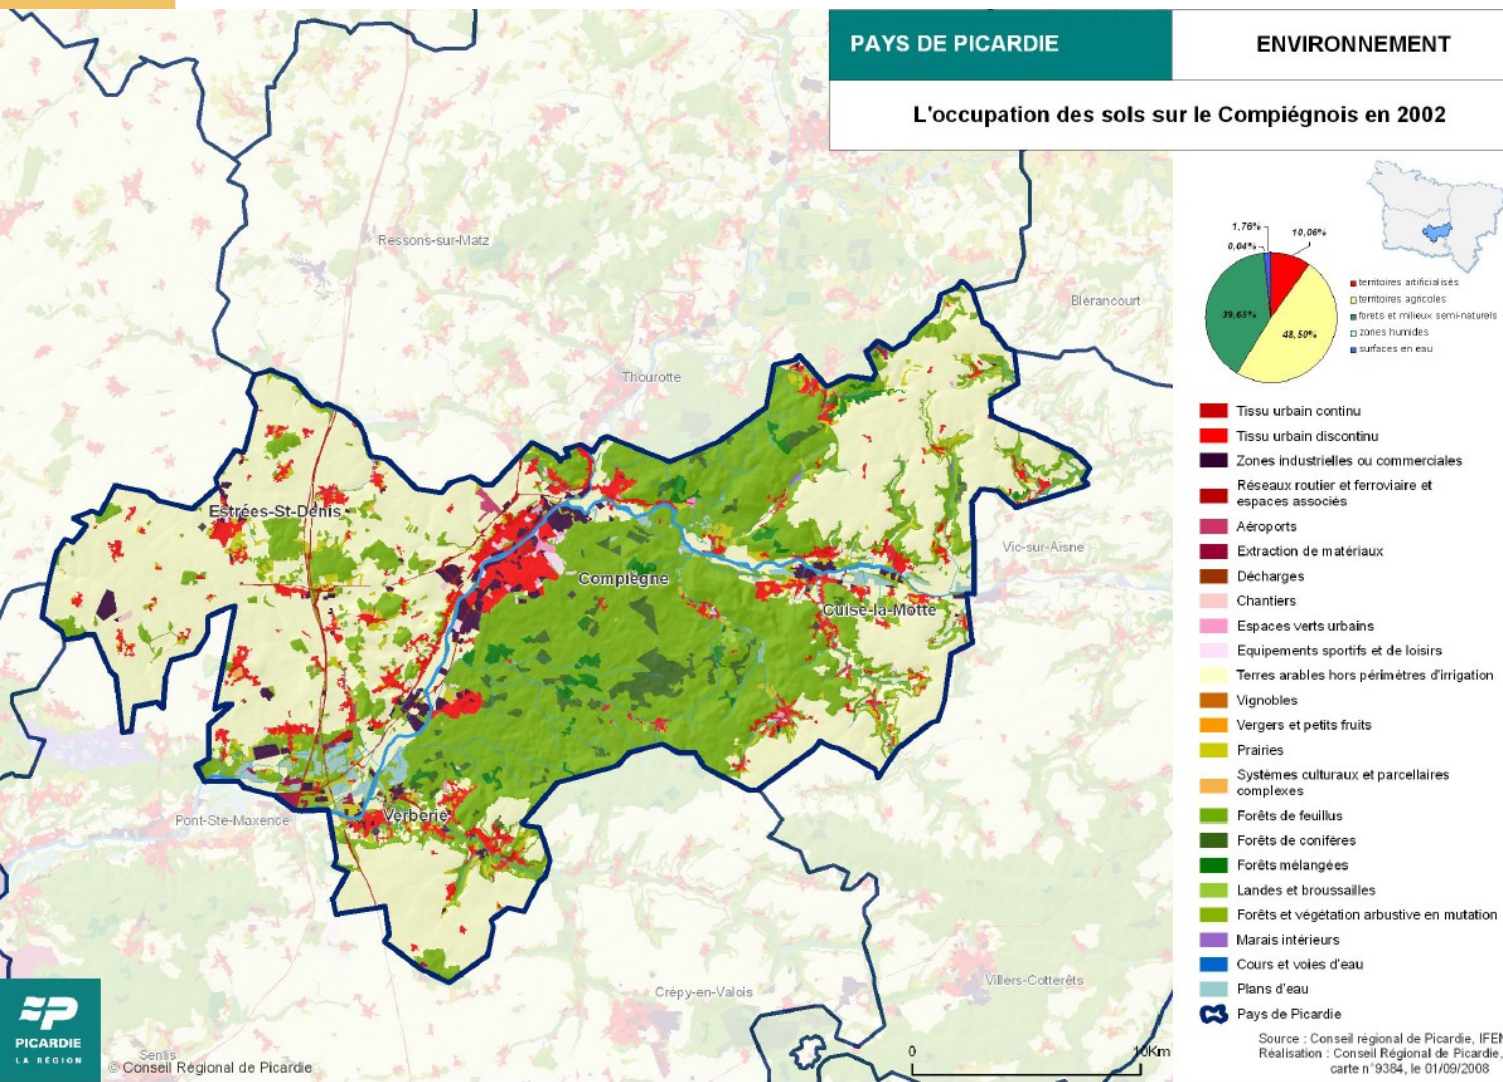 PAYS DE PICARDIE
ENVIRONNEMENT
L'occupation des sols sur le Compiégnois en 2002
Ressons-sur-Matz
Blérancourt
Thourotte
Estrées-St-Denis
Vic-sur-Aisne
Compiègne
Cuise-la-Motte
Verberie
Pont-Ste-Maxence
Crépy-en-Valois
Villers-Cotterêts
Senlis
1,76%
10,06%
0,04%
39,65%
48,50%
territoires artificialisés
territoires agricoles
forets et milieux semi-naturels
zones humides
surfaces en eau
Tissu urbain continu
Tissu urbain discontinu
Zones industrielles ou commerciales
Réseaux routier et ferroviaire et
espaces associés
Aéroports
Extraction de matériaux
Décharges
Chantiers
Espaces verts urbains
Equipements sportifs et de loisirs
Terres arables hors périmètres d'irrigation
Vignobles
Vergers et petits fruits
Prairies
Systèmes culturaux et parcellaires
complexes
Forêts de feuillus
Forêts de conifères
Forêts mélangées
Landes et broussailles
Forêts et végétation arbustive en mutation
Marais intérieurs
Cours et voies d'eau
Plans d'eau
Pays de Picardie
Source : Conseil régional de Picardie,
Réalisation : Conseil Régional de Picardie,
carte n°9384, le 01/09/2008
0
10Km
PICARDIE
LA RÉGION
© Conseil Régional de Picardie